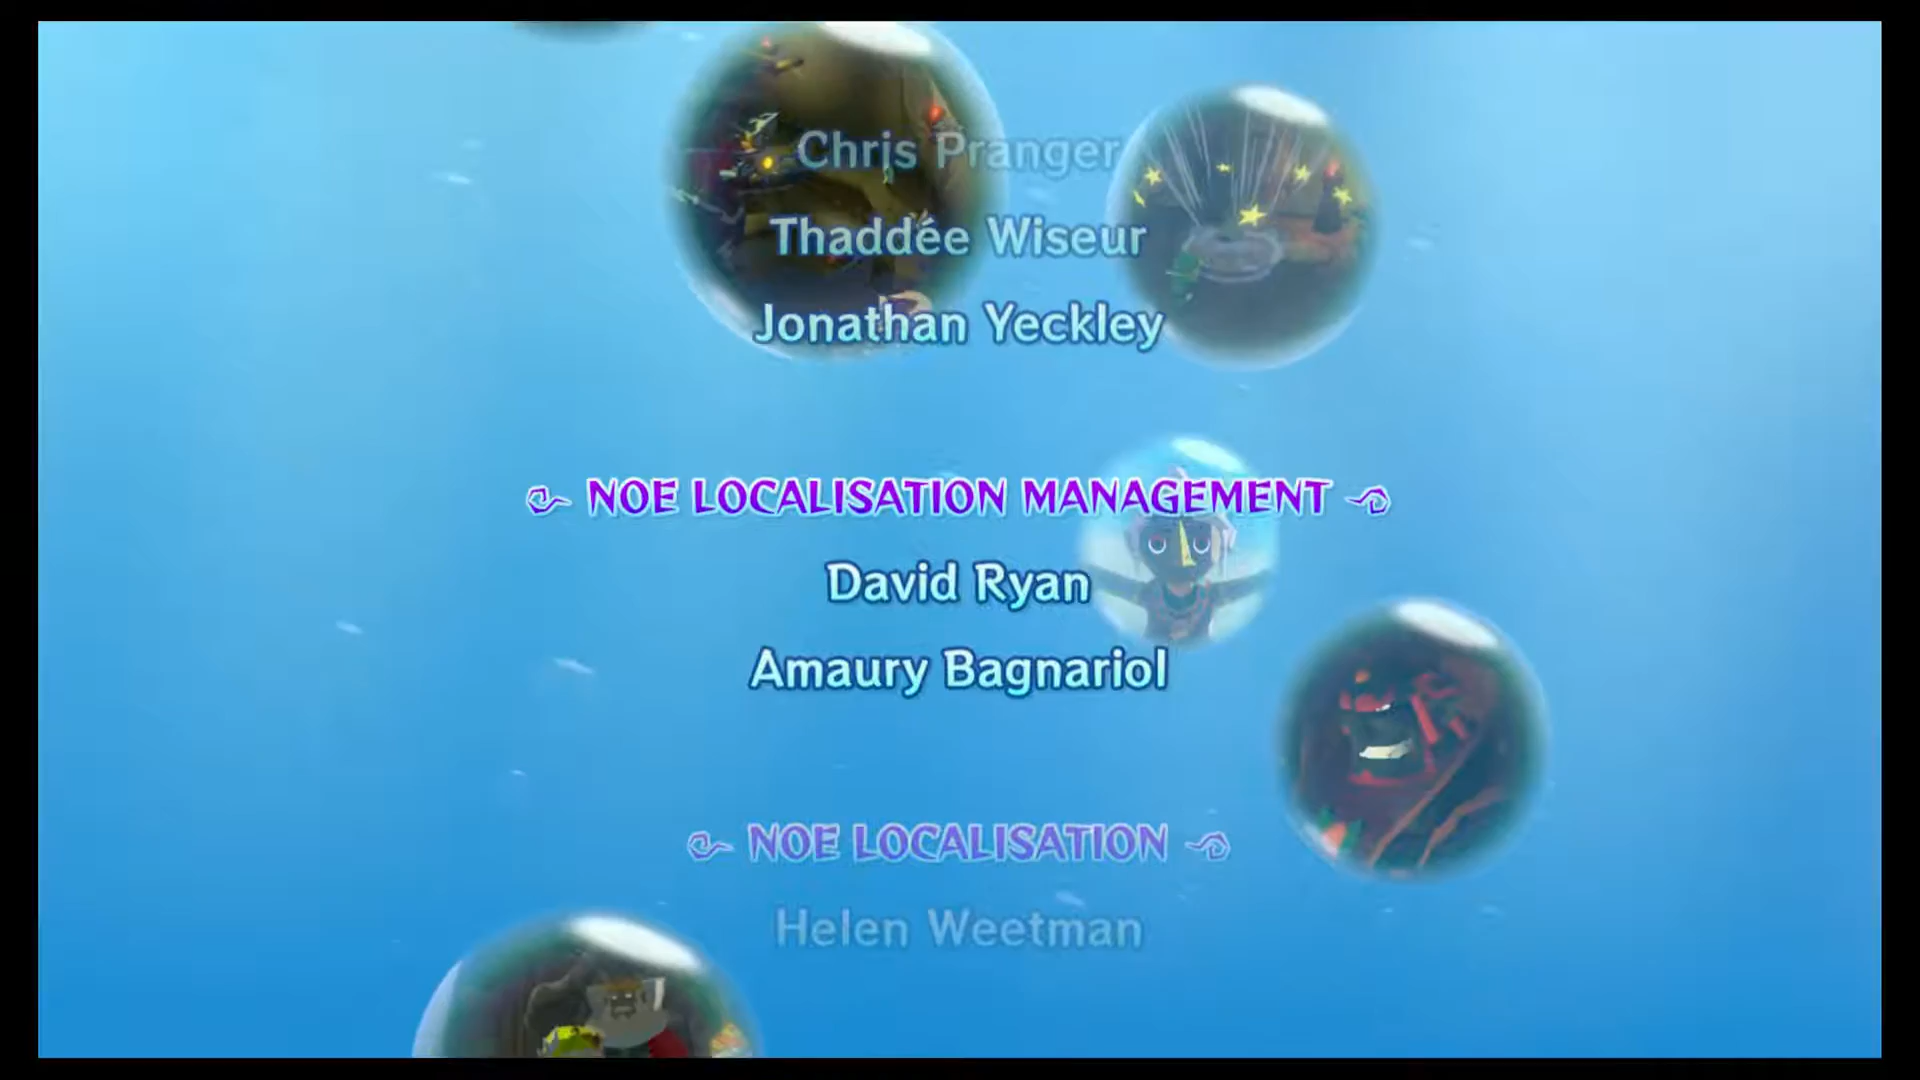 Chris Pranger
Thaddée Wiseur
Jonathan Yeckley
NOE LOCALISATION MANAGEMENT
David Ryan
Amaury Bagnariol
NOE LOCALISATION
Helen Weetman